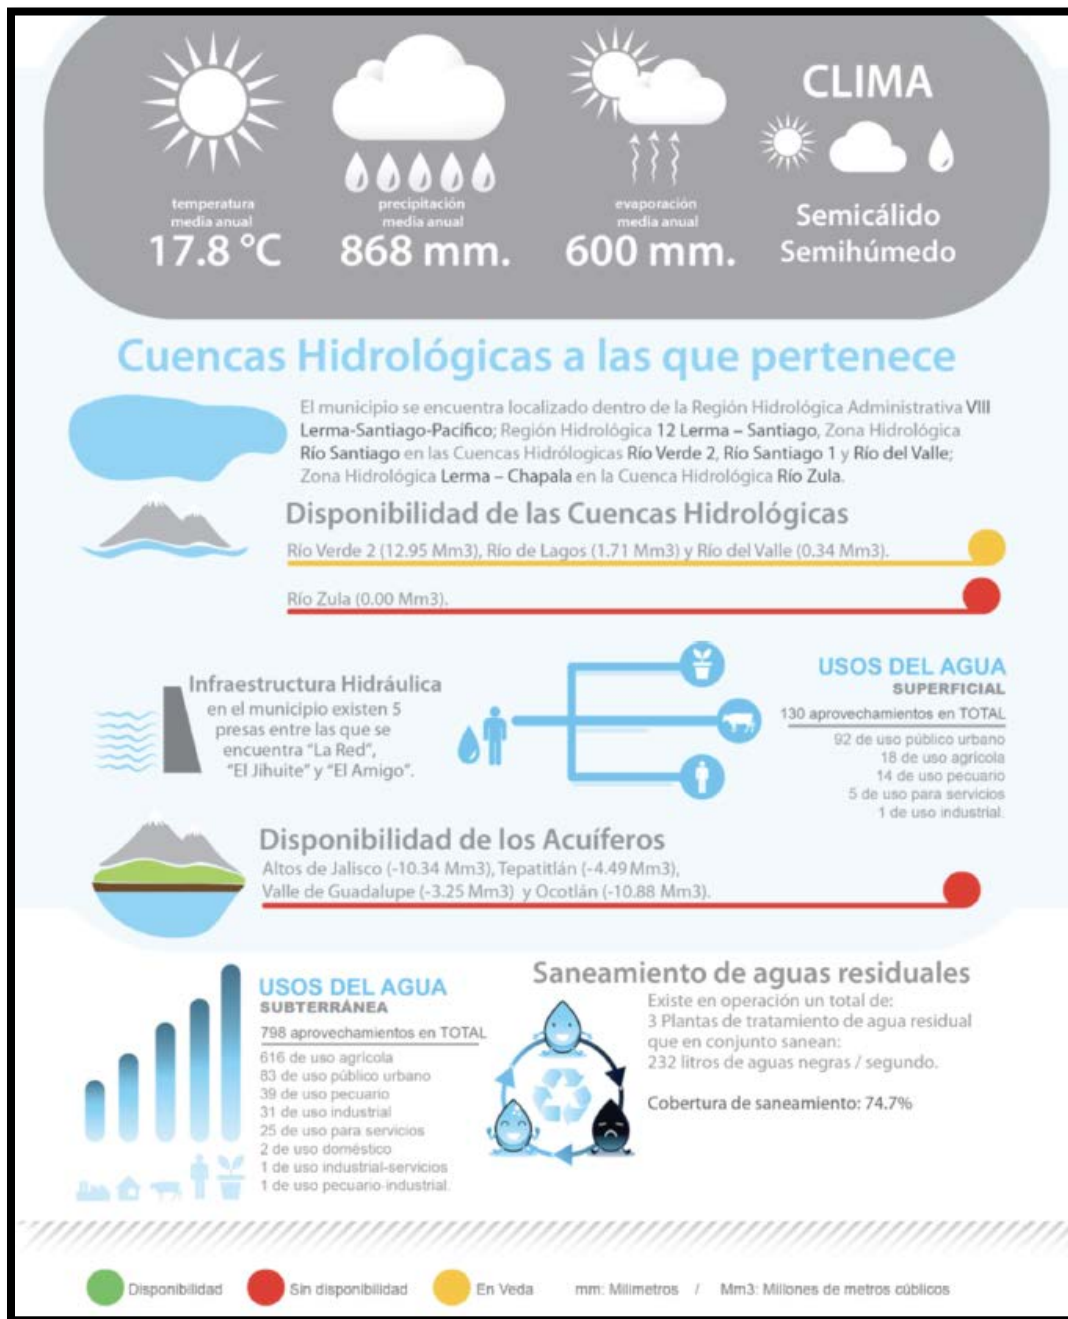 temperatura
media anual
17.8 °C
precipitación
media anual
868 mm.
evaporación
media anual
600 mm.
CLIMA
Semicálido
Semihúmedo
Cuencas Hidrológicas a las que pertenece
El municipio se encuentra localizado dentro de la Región Hidrológica Administrativa VIII
Lerma-Santiago-Pacífico; Región Hidrológica 12 Lerma – Santiago, Zona Hidrológica
Río Santiago en las Cuencas Hidrólogicas Río Verde 2, Río Santiago 1 y Río del Valle;
Zona Hidrológica Lerma – Chapala en la Cuenca Hidrológica Río Zula.
Disponibilidad de las Cuencas Hidrológicas
Río Verde 2 (12.95 Mm3), Río de Lagos (1.71 Mm3) y Río del Valle (0.34 Mm3).
Río Zula (0.00 Mm3).
Infraestructura Hidráulica
en el municipio existen 5
presas entre las que se
encuentra "La Red",
"El Jihuite" y "El Amigo".
USOS DEL AGUA
SUPERFICIAL
130 aprovechamientos en TOTAL
92 de uso público urbano
18 de uso agrícola
14 de uso pecuario
5 de uso para servicios
1 de uso industrial.
Disponibilidad de los Acuíferos
Altos de Jalisco (-10.34 Mm3), Tepatitlán (-4.49 Mm3),
Valle de Guadalupe (-3.25 Mm3) y Ocotlán (-10.88 Mm3).
USOS DEL AGUA
SUBTERRÁNEA
798 aprovechamientos en TOTAL
616 de uso agrícola
83 de uso público urbano
39 de uso pecuario
31 de uso industrial
25 de uso para servicios
2 de uso doméstico
1 de uso industrial-servicios
1 de uso pecuario-industrial.
Saneamiento de aguas residuales
Existe en operación un total de:
3 Plantas de tratamiento de agua residual
que en conjunto sanean:
232 litros de aguas negras / segundo.
Cobertura de saneamiento: 74.7%
Disponibilidad
Sin disponibilidad
En Veda
mm: Milimetros / Mm3: Millones de metros cúblicos